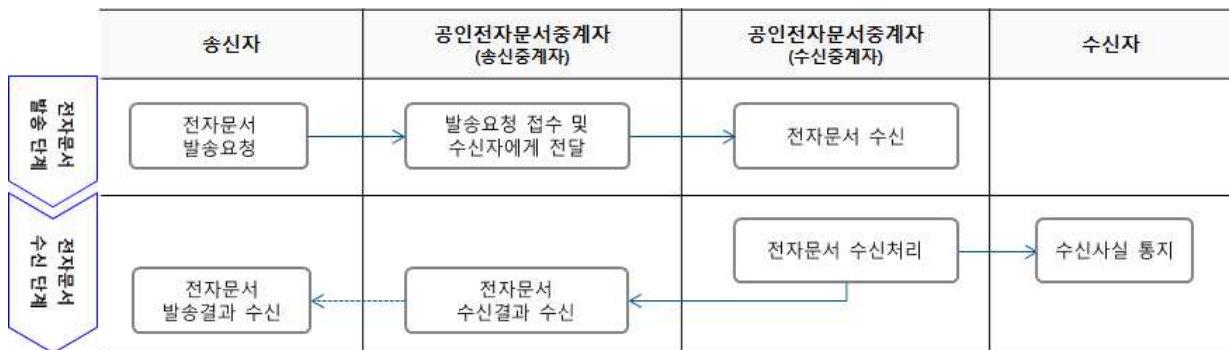 송신자
공인전자문서중계자
(송신중계자)
공인전자문서중계자
(수신중계자)
수신자
전자문서
발송 단계
전자문서
발송요청
발송요청 접수 및
수신자에게 전달
전자문서 수신
전자문서
수신 단계
전자문서 수신처리
수신사실 통지
전자문서
발송결과 수신
전자문서
수신결과 수신